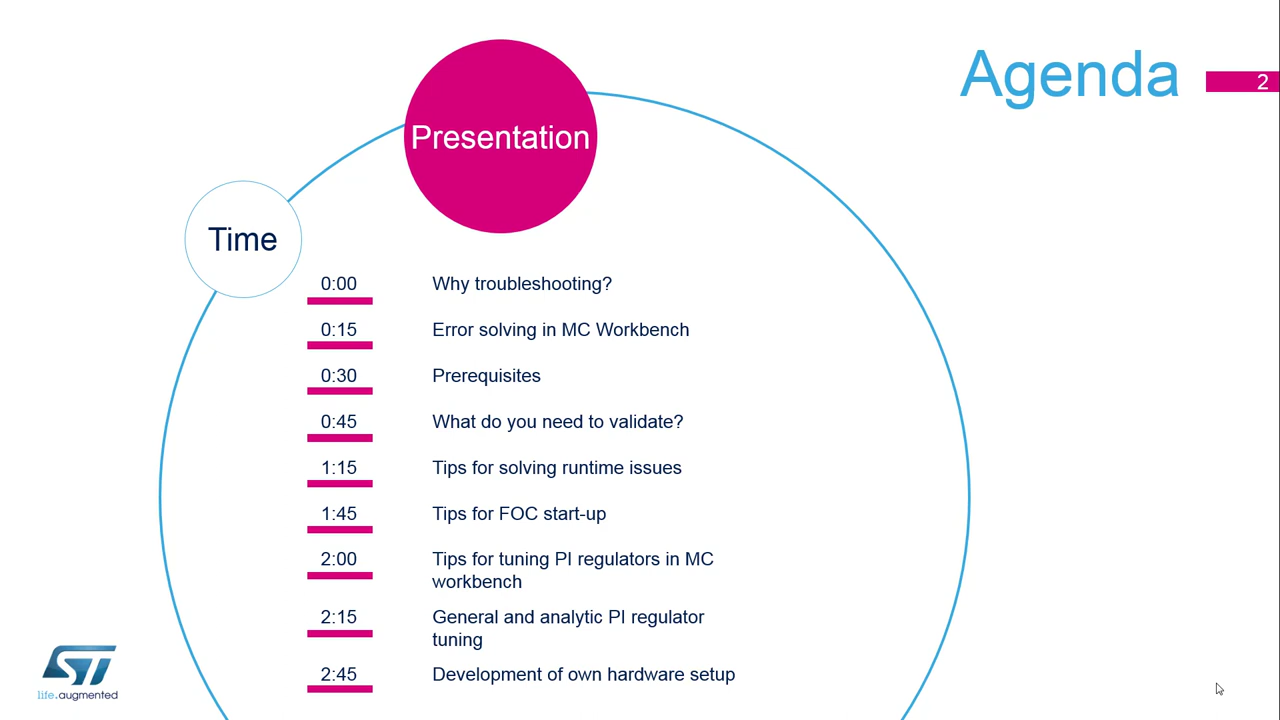 Agenda
2
Presentation
Time
0:00 Why troubleshooting?
0:15 Error solving in MC Workbench
0:30 Prerequisites
0:45 What do you need to validate?
1:15 Tips for solving runtime issues
1:45 Tips for FOC start-up
2:00 Tips for tuning PI regulators in MC
workbench
2:15 General and analytic PI regulator
tuning
2:45 Development of own hardware setup
ST
life.augmented